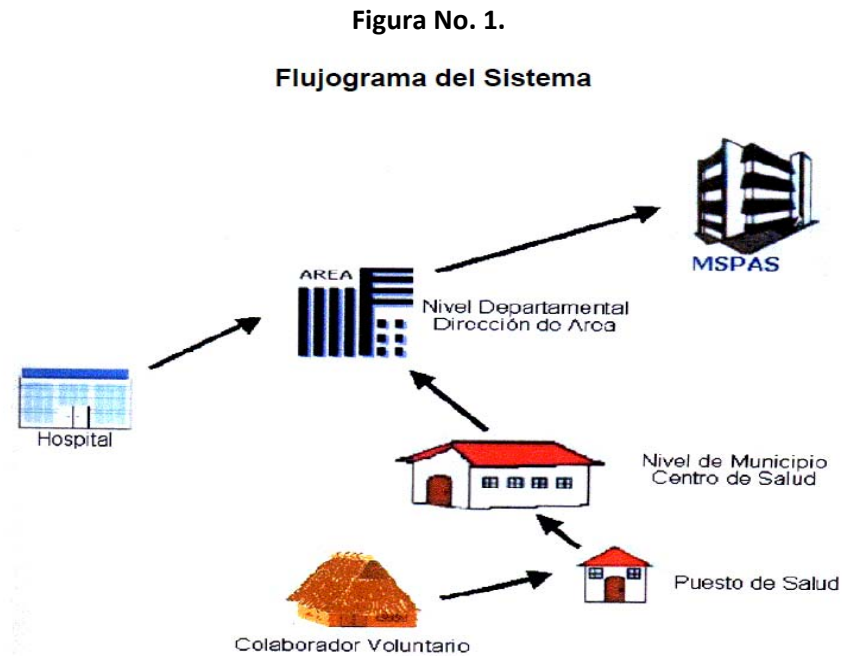 Figura No. 1.
Flujograma del Sistema
MSPAS
AREA
Nivel Departamental
Dirección de Area
Hospital
Nivel de Municipio
Centro de Salud
Puesto de Salud
Colaborador Voluntario